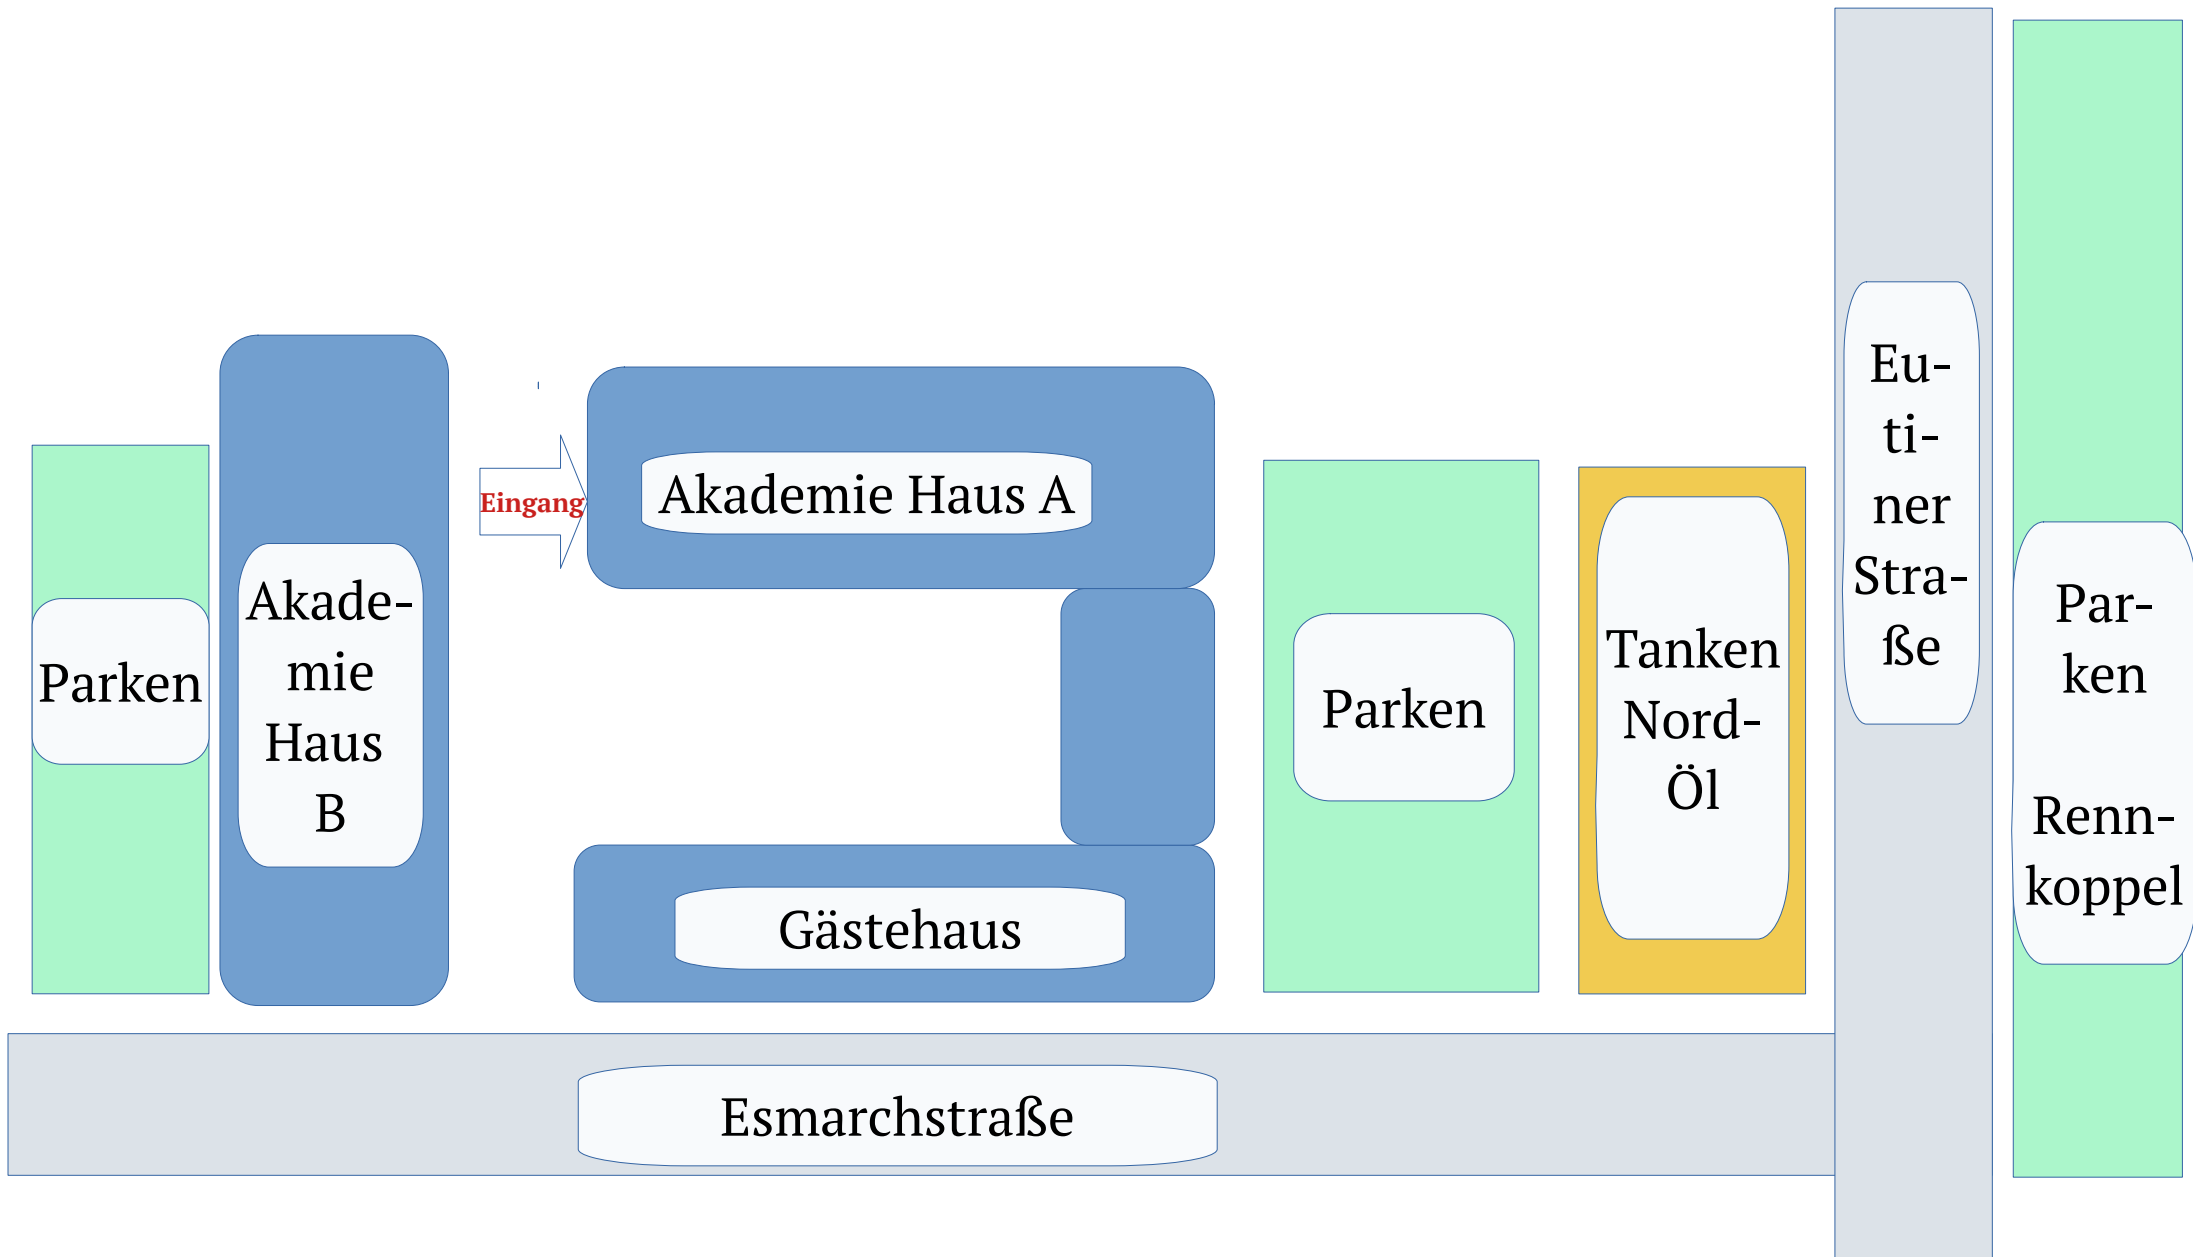 Parken
Akade-
mie
Haus
B
Eingang
Akademie Haus A
Gästehaus
Parken
Tanken
Nord-
Öl
Eu-
ti-
ner
Stra-
ße
Par-
ken
Renn-
koppel
Esmarchstraße